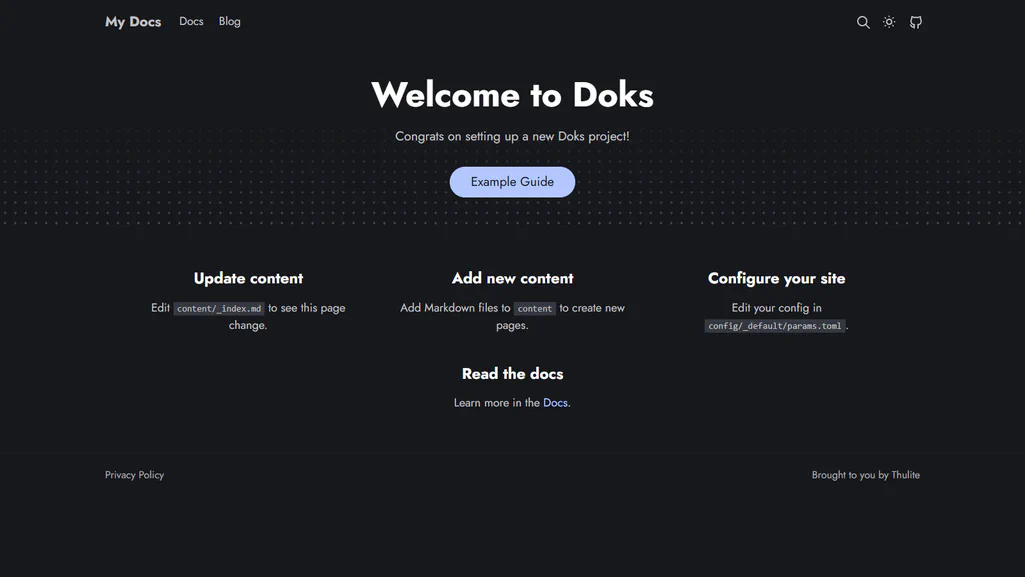 My Docs Docs Blog
Welcome to Doks
Congrats on setting up a new Doks project!
Example Guide
Update content
Edit content/_index.md to see this page
change.
Add new content
Add Markdown files to content to create new
pages.
Configure your site
Edit your config in
config/_default/params.toml.
Read the docs
Learn more in the Docs.
Privacy Policy
Brought to you by Thulite